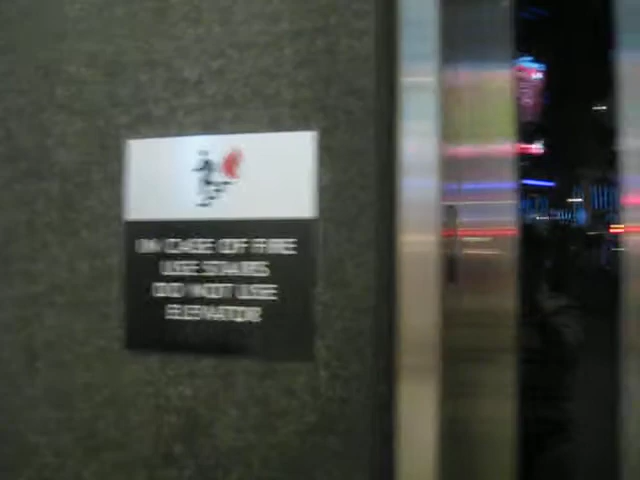 IN CASE OF FIRE
USE STAIRS
DO NOT USE
ELEVATOR